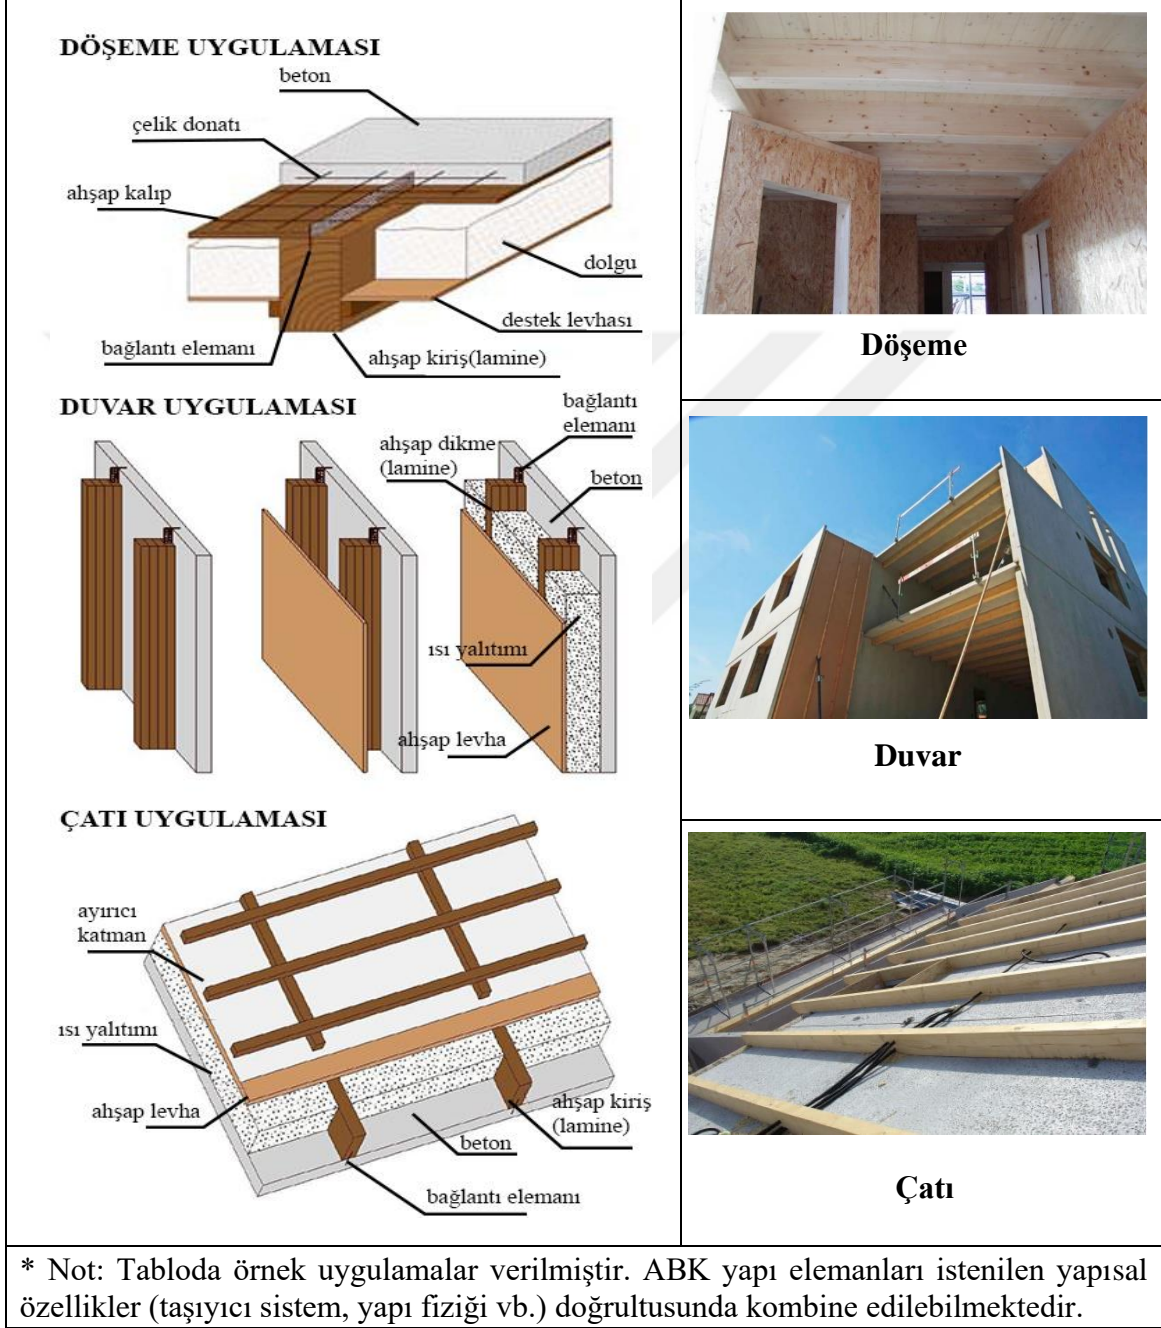 DÖŞEME UYGULAMASI
beton
çelik donatı
ahşap kalıp
dolgu
destek levhası
bağlantı elemanı
ahşap kiriş(lamine)
Döşeme
DUVAR UYGULAMASI
bağlantı
elemanı
ahşap dikme
(lamine)
beton
ısı yalıtımı
ahşap levha
Duvar
ÇATI UYGULAMASI
ayırıcı
katman
ısı yalıtımı
ahşap levha
ahşap kiriş
(lamine)
beton
bağlantı elemanı
Çatı
* Not: Tabloda örnek uygulamalar verilmiştir. ABK yapı elemanları istenilen yapısal
özellikler (taşıyıcı sistem, yapı fiziği vb.) doğrultusunda kombine edilebilmektedir.